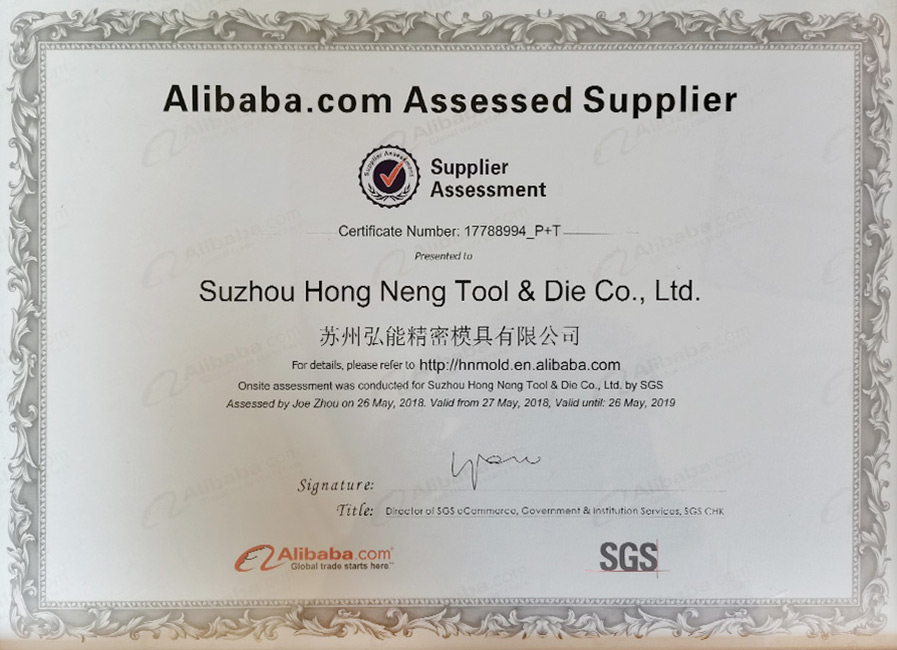 Alibaba.com Assessed Supplier
Supplier Assessment
Supplier
Assessment
Certificate Number: 17788994_P+T
Presented to
Suzhou Hong Neng Tool & Die Co., Ltd.
苏州弘能精密模具有限公司
For details, please refer to http://hnmold.en.alibaba.com
Onsite assessment was conducted for Suzhou Hong Neng Tool & Die Co., Ltd. by SGS
Assessed by Joe Zhou on 26 May, 2018. Valid from 27 May, 2018, Valid until: 26 May, 2019
Signature:
Title: Director of SGS eCommerce, Government & Institution Services, SGS CHK
Alibaba.com®
Global trade starts here.™
SGS